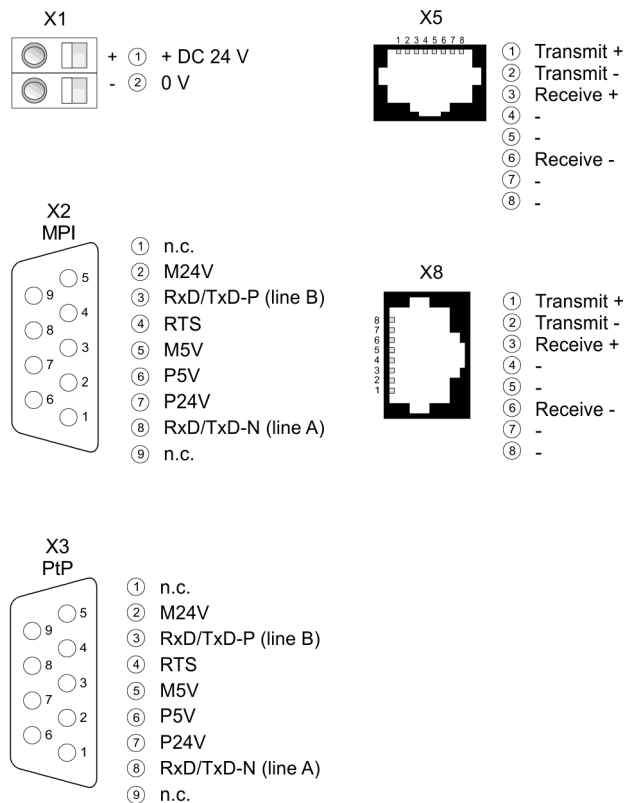 X1
+ ① + DC 24 V
- ② 0 V
X5
1 2 3 4 5 6 7 8
① Transmit +
② Transmit -
③ Receive +
④ -
⑤ -
⑥ Receive -
⑦ -
⑧ -
X2
MPI
5
9
4
8
3
7
2
6
1
① n.c.
② M24V
③ RxD/TxD-P (line B)
④ RTS
⑤ M5V
⑥ P5V
⑦ P24V
⑧ RxD/TxD-N (line A)
⑨ n.c.
X8
8
7
6
5
4
3
2
1
① Transmit +
② Transmit -
③ Receive +
④ -
⑤ -
⑥ Receive -
⑦ -
⑧ -
X3
PtP
5
9
4
8
3
7
2
6
1
① n.c.
② M24V
③ RxD/TxD-P (line B)
④ RTS
⑤ M5V
⑥ P5V
⑦ P24V
⑧ RxD/TxD-N (line A)
⑨ n.c.